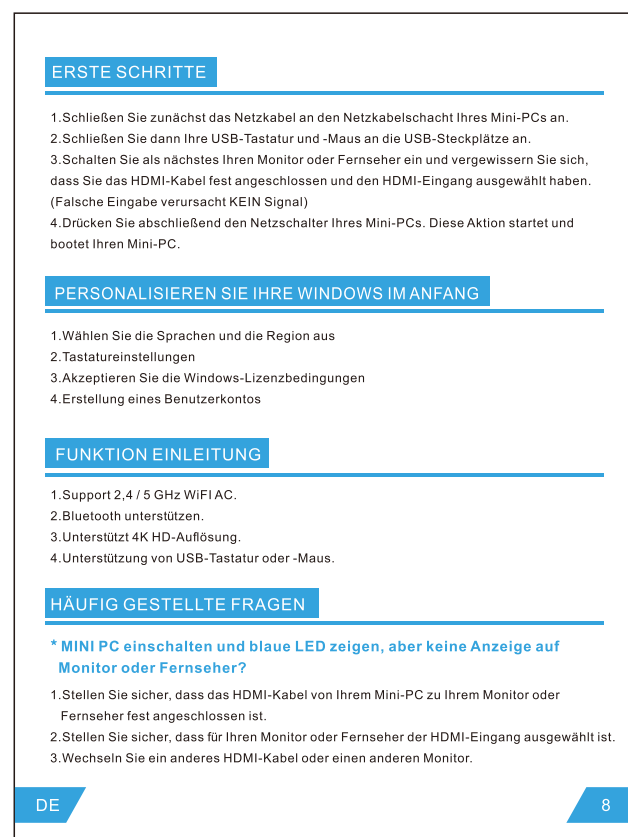 ERSTE SCHRITTE
1.Schließen Sie zunächst das Netzkabel an den Netzkabelschacht Ihres Mini-PCs an.
2.Schließen Sie dann Ihre USB-Tastatur und -Maus an die USB-Steckplätze an.
3.Schalten Sie als nächstes Ihren Monitor oder Fernseher ein und vergewissern Sie sich,
dass Sie das HDMI-Kabel fest angeschlossen und den HDMI-Eingang ausgewählt haben.
(Falsche Eingabe verursacht KEIN Signal)
4.Drücken Sie abschließend den Netzschalter Ihres Mini-PCs. Diese Aktion startet und
bootet Ihren Mini-PC.
PERSONALISIEREN SIE IHRE WINDOWS IM ANFANG
1.Wählen Sie die Sprachen und die Region aus
2.Tastatureinstellungen
3.Akzeptieren Sie die Windows-Lizenzbedingungen
4.Erstellung eines Benutzerkontos
FUNKTION EINLEITUNG
1.Support 2,4 / 5 GHz WiFI AC.
2.Bluetooth unterstützen.
3.Unterstützt 4K HD-Auflösung.
4.Unterstützung von USB-Tastatur oder -Maus.
HÄUFIG GESTELLTE FRAGEN
* MINI PC einschalten und blaue LED zeigen, aber keine Anzeige auf
Monitor oder Fernseher?
1.Stellen Sie sicher, dass das HDMI-Kabel von Ihrem Mini-PC zu Ihrem Monitor oder
Fernseher fest angeschlossen ist.
2.Stellen Sie sicher, dass für Ihren Monitor oder Fernseher der HDMI-Eingang ausgewählt ist.
3.Wechseln Sie ein anderes HDMI-Kabel oder einen anderen Monitor.
DE
8